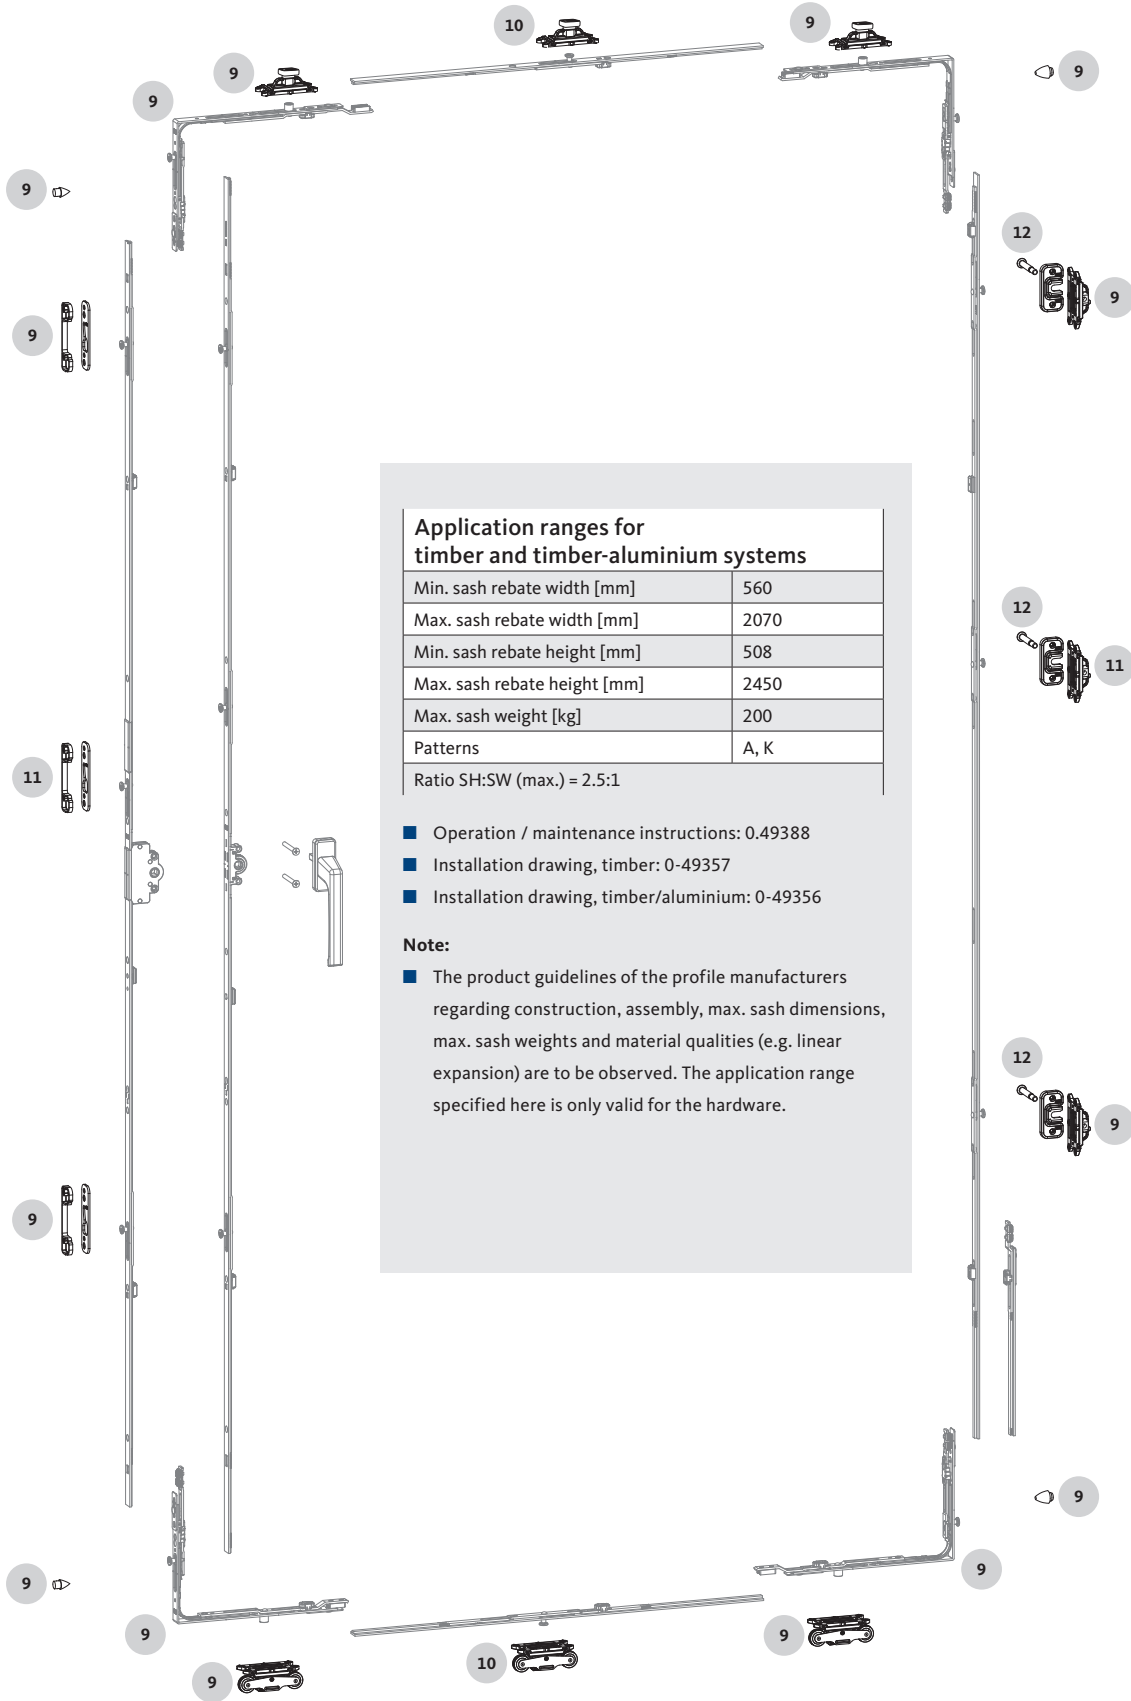 10
9
9
9
9
9
12
9
9
Application ranges for
timber and timber-aluminium systems
Min. sash rebate width [mm] 560
Max. sash rebate width [mm] 2070
Min. sash rebate height [mm] 508
Max. sash rebate height [mm] 2450
Max. sash weight [kg] 200
Patterns A, K
Ratio SH:SW (max.) = 2.5:1
12
11
11
■ Operation / maintenance instructions: 0.49388
■ Installation drawing, timber: 0-49357
■ Installation drawing, timber/aluminium: 0-49356
Note:
■ The product guidelines of the profile manufacturers
regarding construction, assembly, max. sash dimensions,
max. sash weights and material qualities (e.g. linear
expansion) are to be observed. The application range
specified here is only valid for the hardware.
12
9
9
9
9
9
9
9
10
9